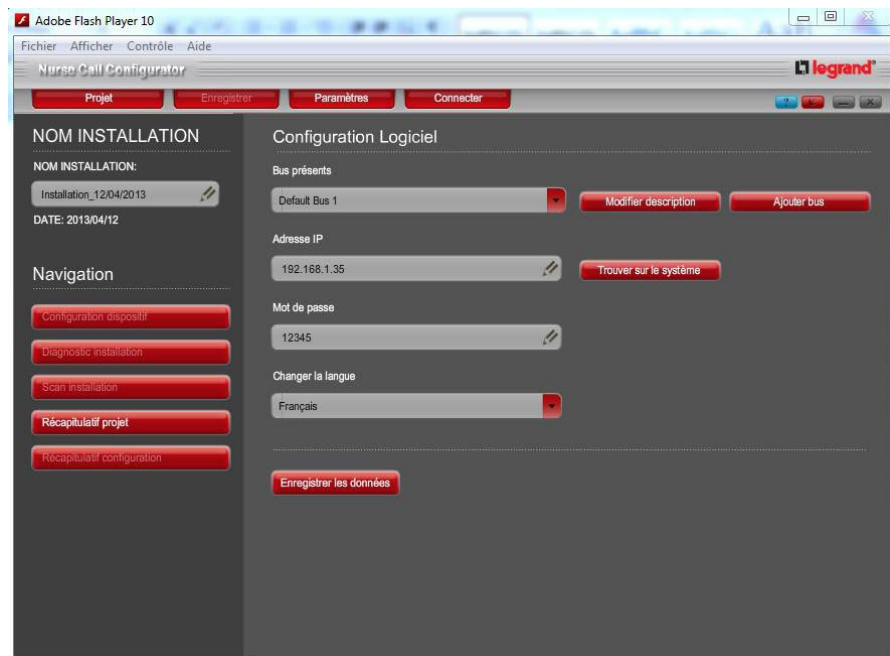 Adobe Flash Player 10
Fichier Afficher Contrôle Aide
Nurse Call Configurator
legrand®
Projet
Enregistrer
Paramètres
Connecter
?
NOM INSTALLATION
NOM INSTALLATION:
Installation_12/04/2013
DATE: 2013/04/12
Navigation
Configuration dispositif
Diagnostic installation
Scan installation
Récapitulatif projet
Récapitulatif configuration
Configuration Logiciel
Bus présents
Default Bus 1
Modifier description
Ajouter bus
Adresse IP
192.168.1.35
Trouver sur le système
Mot de passe
12345
Changer la langue
Français
Enregistrer les données